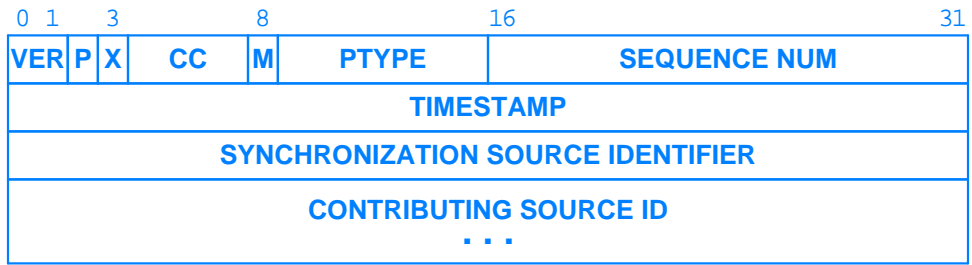 0 1 3 8 16 31
VER P X CC M PTYPE SEQUENCE NUM
TIMESTAMP
SYNCHRONIZATION SOURCE IDENTIFIER
CONTRIBUTING SOURCE ID
. . .